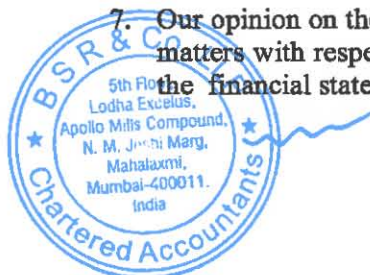 7. Our opinion on the
matters with respe
the financial state
B S R & Co.
5th Floor,
Lodha Excelus,
Apollo Mills Compound,
N. M. Joshi Marg,
Mahalaxmi,
Mumbai-400011.
India
Chartered Accountants